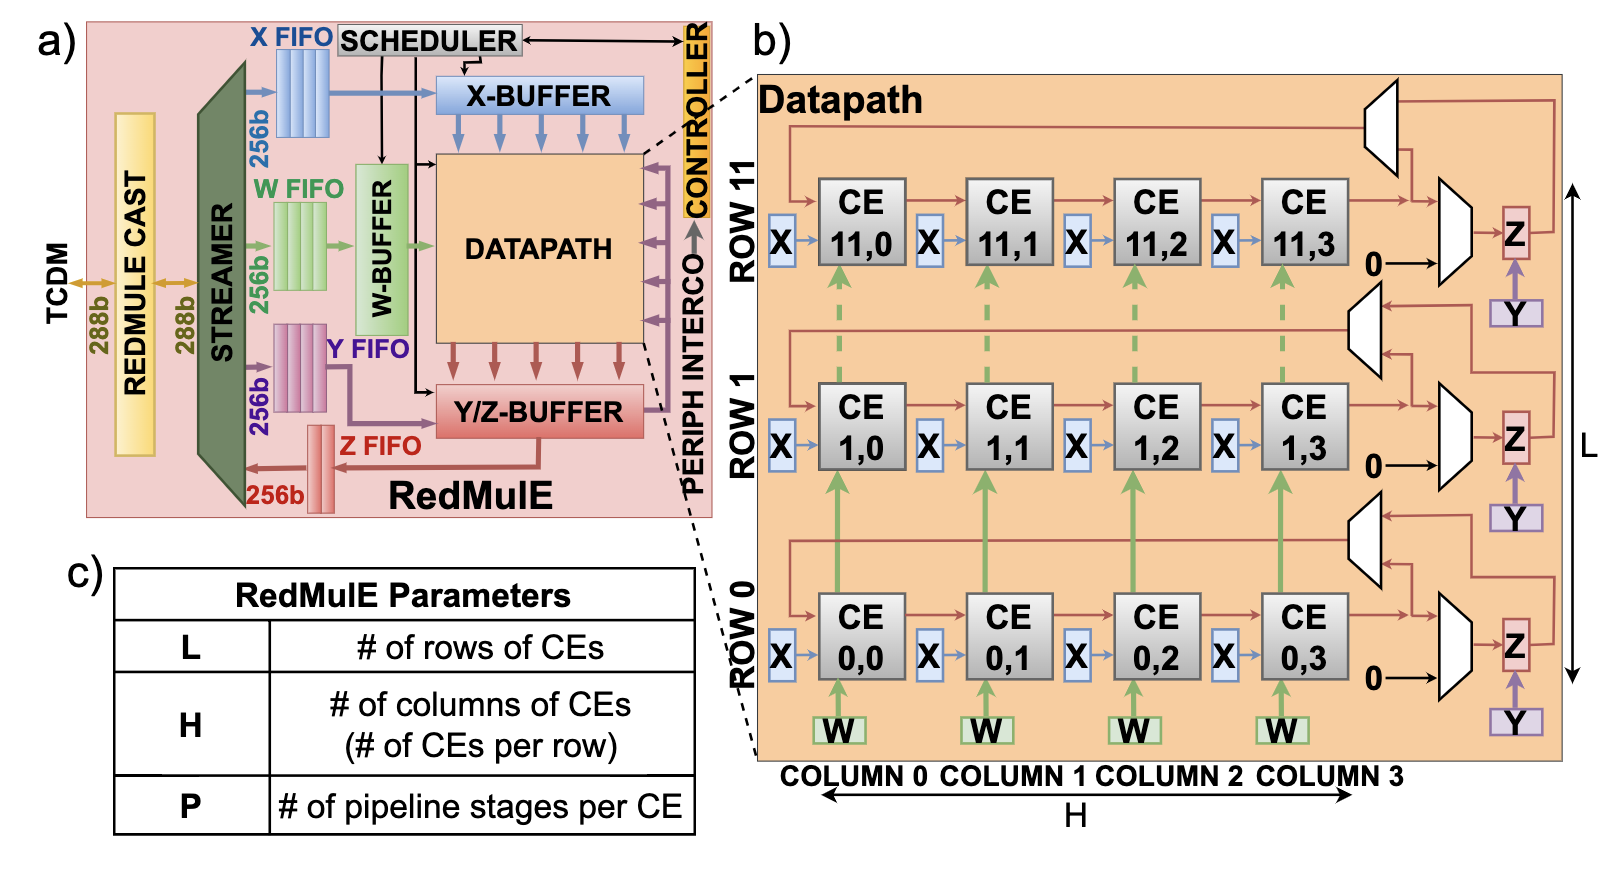 a)
X FIFO
SCHEDULER
CONTROLLER
X-BUFFER
256b
W FIFO
TCDM
288b
REDMULE CAST
288b
STREAMER
256b
W-BUFFER
DATAPATH
PERIPH INTERCO
Y FIFO
256b
Y/Z-BUFFER
Z FIFO
256b
RedMulE
b)
Datapath
ROW 11
X
CE
11,0
X
CE
11,1
X
CE
11,2
X
CE
11,3
0
Z
Y
ROW 1
X
CE
1,0
X
CE
1,1
X
CE
1,2
X
CE
1,3
0
Z
Y
L
ROW 0
X
CE
0,0
X
CE
0,1
X
CE
0,2
X
CE
0,3
0
Z
Y
W
W
W
W
COLUMN 0
COLUMN 1
COLUMN 2
COLUMN 3
H
c)
RedMulE Parameters
L
# of rows of CEs
H
# of columns of CEs
(# of CEs per row)
P
# of pipeline stages per CE